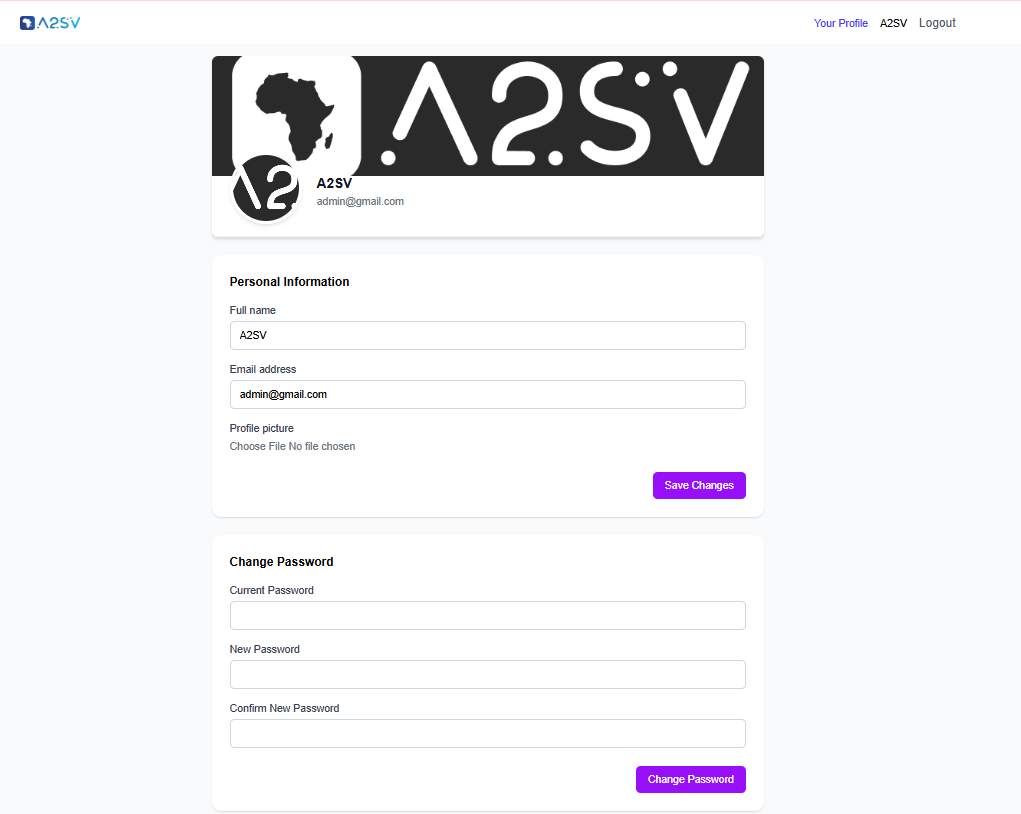 A2SV
Your Profile A2SV Logout
A2SV
A2.
A2SV
admin@gmail.com
Personal Information
Full name
A2SV
Email address
admin@gmail.com
Profile picture
Choose File No file chosen
Save Changes
Change Password
Current Password
New Password
Confirm New Password
Change Password